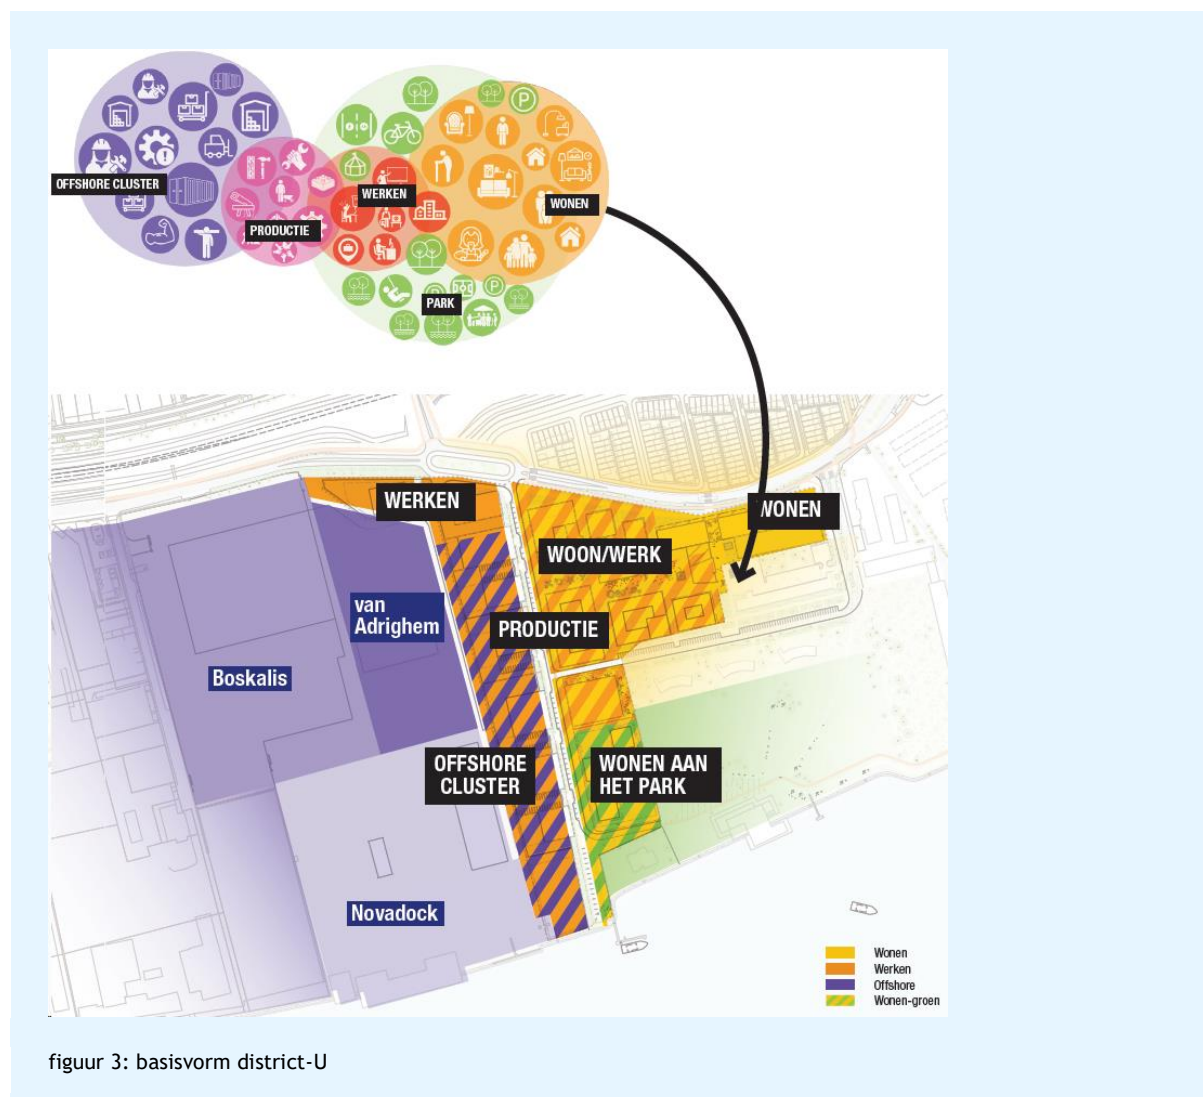 OFFSHORE CLUSTER
WERKEN
WONEN
PRODUCTIE
PARK
WERKEN
WONEN
WOON/WERK
van
Adrighem
PRODUCTIE
Boskalis
OFFSHORE
CLUSTER
WONEN AAN
HET PARK
Novadock
Wonen
Werken
Offshore
Wonen-groen
figuur 3: basisvorm district-U